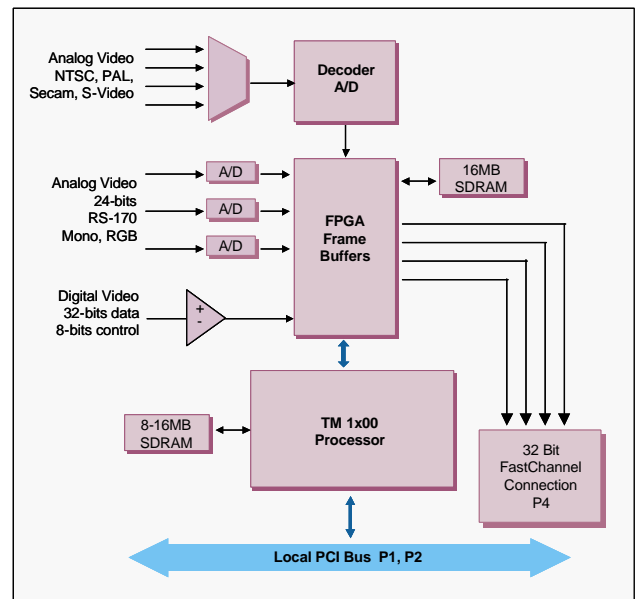 Analog Video
NTSC, PAL,
Secam, S-Video
Decoder
A/D
Analog Video
24-bits
RS-170
Mono, RGB
A/D
A/D
A/D
FPGA
Frame
Buffers
16MB
SDRAM
Digital Video
32-bits data
8-bits control
+
-
8-16MB
SDRAM
TM 1x00
Processor
32 Bit
FastChannel
Connection
P4
Local PCI Bus P1, P2